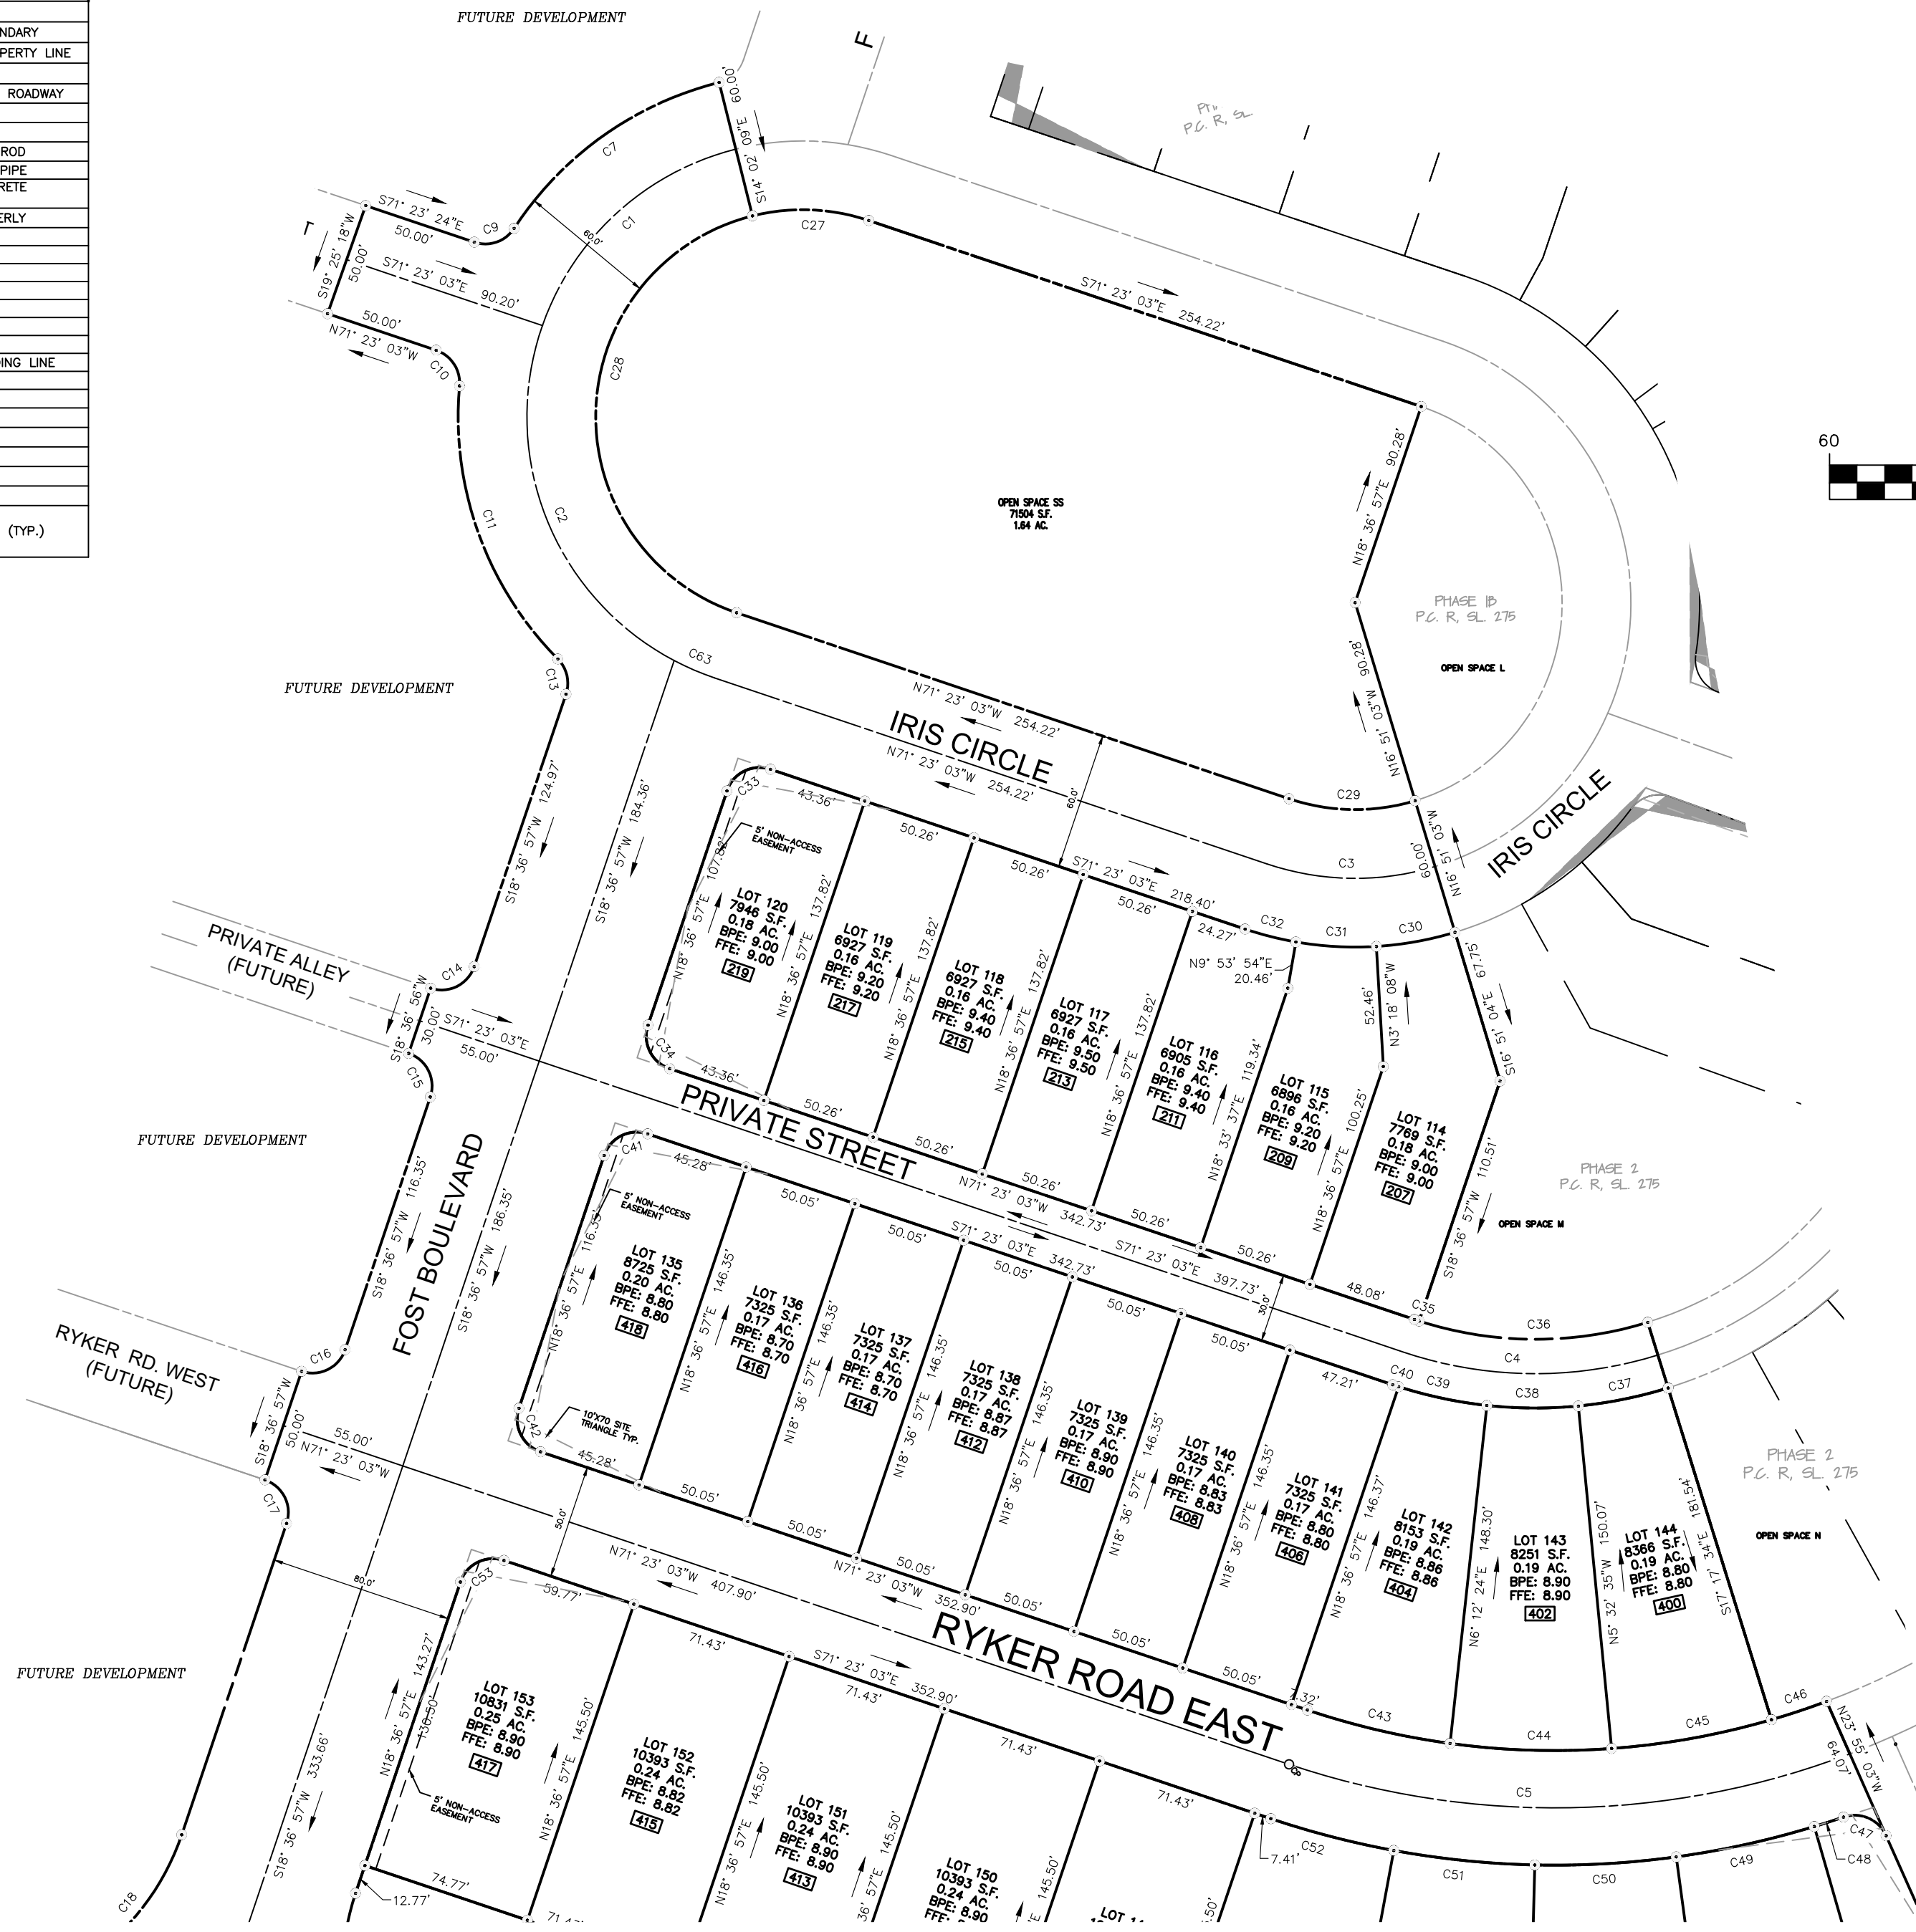 NDARY
PERTY LINE
ROADWAY
ROD
PIPE
RETE
ERLY
DING LINE
(TYP.)
FUTURE DEVELOPMENT
60
P.C. R, SL
S14° 02' 09"E 60.00'
C7
C1
C9
S71° 23' 24"E
50.00'
S19° 25' 18"W
50.00'
S71° 23' 03"E 90.20'
50.00'
N71° 23' 03"W
C10
60.0'
C27
C28
S71° 23' 03"E 254.22'
C11
C2
OPEN SPACE SS
71504 S.F.
1.64 AC.
N18° 36' 57"E 90.28'
PHASE 1B
P.C. R, SL. 275
OPEN SPACE L
N16° 51' 03"W 90.28'
FUTURE DEVELOPMENT
C13
C63
N71° 23' 03"W 254.22'
IRIS CIRCLE
N71° 23' 03"W 254.22'
60.0'
C29
C3
N16° 51' 03"W
60.00'
IRIS CIRCLE
S18° 36' 57"W 124.97'
S18° 36' 57"W 184.36'
C33
43.36'
50.26'
50.26'
S71° 23' 03"E 218.40'
50.26'
24.27'
C32
C31
C30
5' NON-ACCESS
EASEMENT
N18° 36' 57"E 107.82'
LOT 120
7946 S.F.
0.18 AC.
BPE: 9.00
FFE: 9.00
219
N18° 36' 57"E 137.82'
LOT 119
6927 S.F.
0.16 AC.
BPE: 9.20
FFE: 9.20
217
N18° 36' 57"E 137.82'
LOT 118
6927 S.F.
0.16 AC.
BPE: 9.40
FFE: 9.40
215
N18° 36' 57"E 137.82'
LOT 117
6927 S.F.
0.16 AC.
BPE: 9.50
FFE: 9.50
213
N18° 36' 57"E 137.82'
LOT 116
6905 S.F.
0.16 AC.
BPE: 9.40
FFE: 9.40
211
N9° 53' 54"E
20.46'
N18° 33' 37"E 119.34'
LOT 115
6896 S.F.
0.16 AC.
BPE: 9.20
FFE: 9.20
209
N3° 18' 08"W
52.46'
N18° 36' 57"E 100.25'
LOT 114
7769 S.F.
0.18 AC.
BPE: 9.00
FFE: 9.00
207
S16° 51' 04"E 67.75'
S18° 36' 57"W 110.51'
PHASE 2
P.C. R, SL. 275
OPEN SPACE M
PRIVATE ALLEY
(FUTURE)
C14
S18° 36' 56"W
30.00'
S71° 23' 03"E
55.00'
C15
C34
43.36'
50.26'
50.26'
50.26'
50.26'
50.26'
48.08'
C35
C36
PRIVATE STREET
N71° 23' 03"W 342.73'
S71° 23' 03"E 397.73'
30.0'
C4
FUTURE DEVELOPMENT
S18° 36' 57"W 116.35'
FOST BOULEVARD
S18° 36' 57"W 186.35'
C41
45.28'
50.05'
50.05'
S71° 23' 03"E 342.73'
50.05'
50.05'
50.05'
47.21'
C40
C39
C38
C37
5' NON-ACCESS
EASEMENT
N18° 36' 57"E 116.35'
LOT 135
8725 S.F.
0.20 AC.
BPE: 8.80
FFE: 8.80
418
N18° 36' 57"E 146.35'
LOT 136
7325 S.F.
0.17 AC.
BPE: 8.70
FFE: 8.70
416
N18° 36' 57"E 146.35'
LOT 137
7325 S.F.
0.17 AC.
BPE: 8.70
FFE: 8.70
414
N18° 36' 57"E 146.35'
LOT 138
7325 S.F.
0.17 AC.
BPE: 8.87
FFE: 8.87
412
N18° 36' 57"E 146.35'
LOT 139
7325 S.F.
0.17 AC.
BPE: 8.90
FFE: 8.90
410
N18° 36' 57"E 146.35'
LOT 140
7325 S.F.
0.17 AC.
BPE: 8.83
FFE: 8.83
408
N18° 36' 57"E 146.35'
LOT 141
7325 S.F.
0.17 AC.
BPE: 8.80
FFE: 8.80
406
N18° 36' 57"E 146.37'
LOT 142
8153 S.F.
0.19 AC.
BPE: 8.86
FFE: 8.86
404
N6° 12' 24"E 148.30'
LOT 143
8251 S.F.
0.19 AC.
BPE: 8.90
FFE: 8.90
402
N5° 32' 35"W 150.07'
LOT 144
8366 S.F.
0.19 AC.
BPE: 8.80
FFE: 8.80
400
S17° 17' 34"E 181.54'
PHASE 2
P.C. R, SL. 275
OPEN SPACE N
RYKER RD. WEST
(FUTURE)
C16
S18° 36' 57"W
50.00'
55.00'
N71° 23' 03"W
C17
C42
10'X70 SITE
TRIANGLE TYP.
45.28'
50.05'
50.05'
50.05'
N71° 23' 03"W 352.90'
50.05'
50.05'
50.05'
7.32'
C43
C44
C45
C46
50.0'
N71° 23' 03"W 407.90'
RYKER ROAD EAST
CP
C5
N23° 55' 03"W
64.07'
C47
C48
FUTURE DEVELOPMENT
80.0'
C53
59.77'
71.43'
S71° 23' 03"E 352.90'
71.43'
71.43'
71.43'
7.41'
C52
C51
C50
C49
S18° 36' 57"W 333.66'
N18° 36' 57"E 143.27'
130.50'
5' NON-ACCESS
EASEMENT
LOT 153
10831 S.F.
0.25 AC.
BPE: 8.90
FFE: 8.90
417
N18° 36' 57"E 145.50'
LOT 152
10393 S.F.
0.24 AC.
BPE: 8.82
FFE: 8.82
415
N18° 36' 57"E 145.50'
LOT 151
10393 S.F.
0.24 AC.
BPE: 8.90
FFE: 8.90
413
36' 57"E 145.50'
LOT 150
10393 S.F.
0.24 AC.
BPE: 8.90
145.50'
C18
12.77'
74.77'